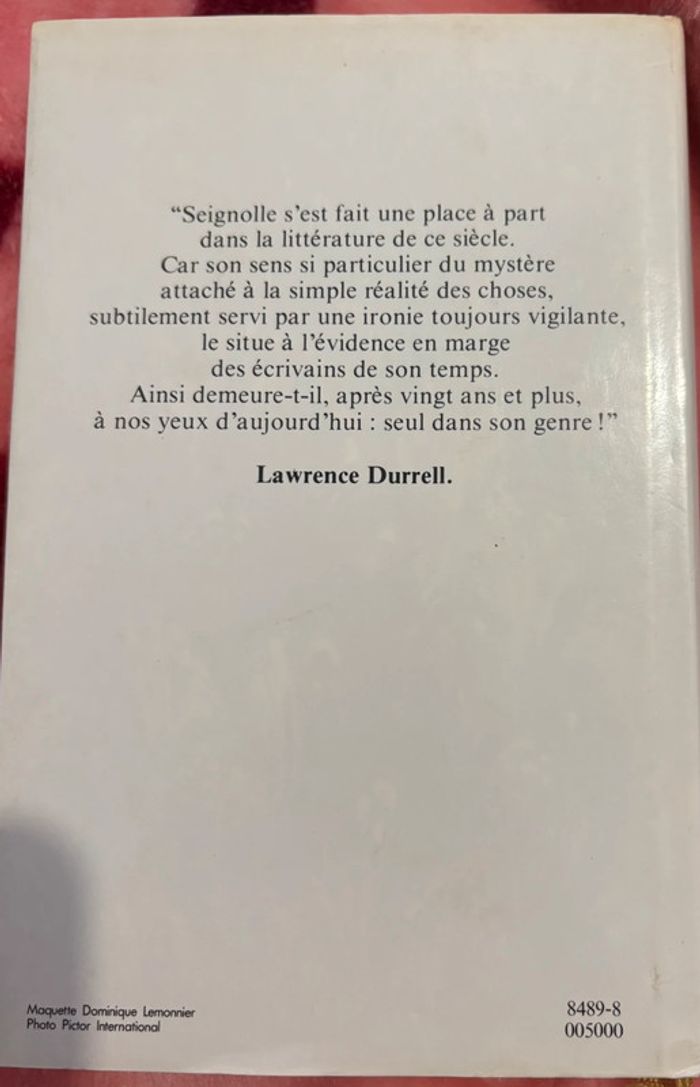 “Seignolle s’est fait une place à part
dans la littérature de ce siècle.
Car son sens si particulier du mystère
attaché à la simple réalité des choses,
subtilement servi par une ironie toujours vigilante,
le situe à l’évidence en marge
des écrivains de son temps.
Ainsi demeure-t-il, après vingt ans et plus,
à nos yeux d’aujourd’hui : seul dans son genre !”
Lawrence Durrell.
Maquette Dominique Lemonnier
Photo Pictor International
8489-8
005000